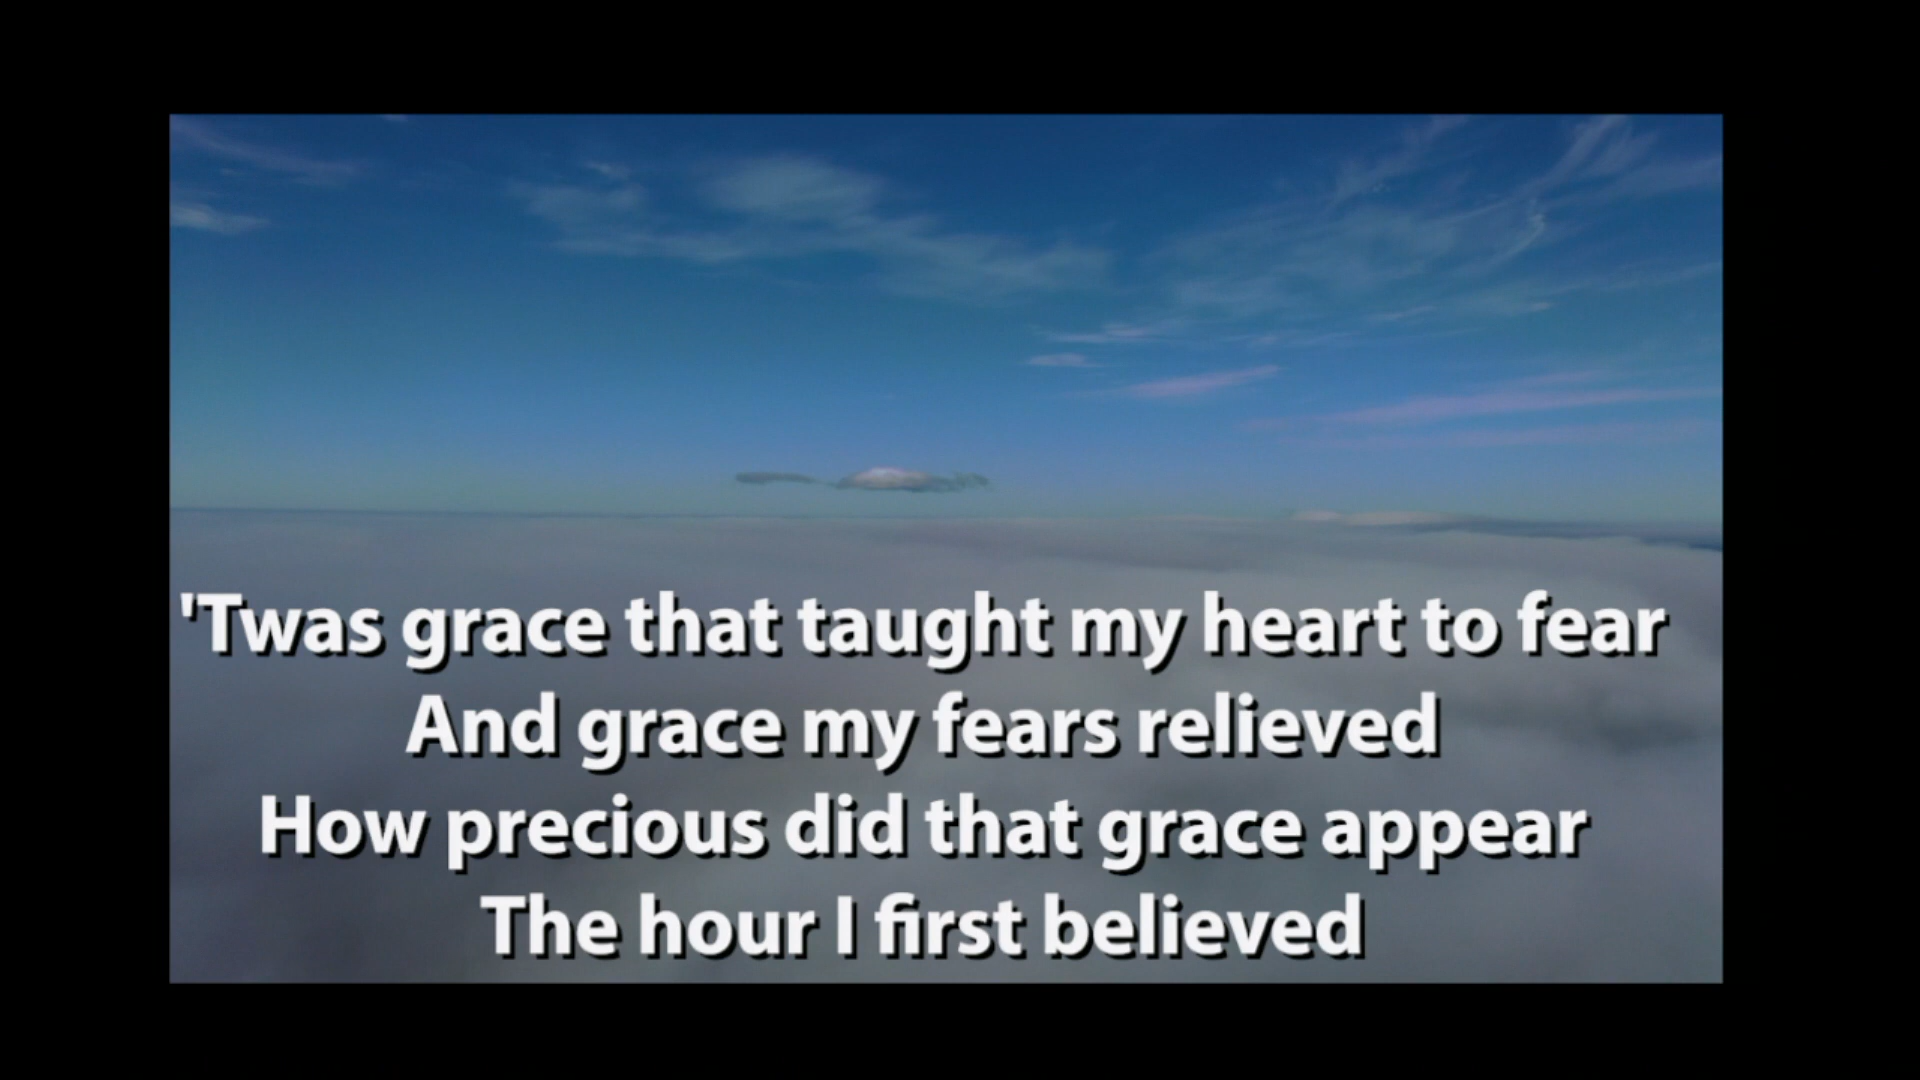 'Twas grace that taught my heart to fear
And grace my fears relieved
How precious did that grace appear
The hour I first believed